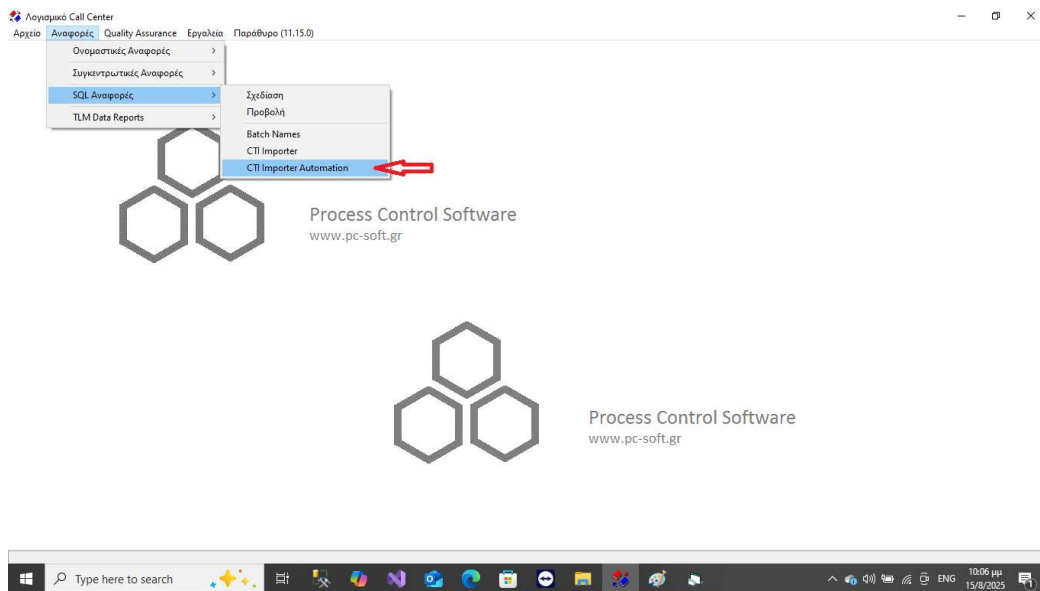 Λογισμικό Call Center
Αρχείο Αναφορές Quality Assurance Εργαλεία Παράθυρο (11.15.0)
Ονομαστικές Αναφορές
Συγκεντρωτικές Αναφορές
SQL Αναφορές
TLM Data Reports
Σχεδίαση
Προβολή
Batch Names
CTI Importer
CTI Importer Automation
Process Control Software
www.pc-soft.gr
Process Control Software
www.pc-soft.gr
Type here to search
ENG
10:06 μμ
15/8/2025
1